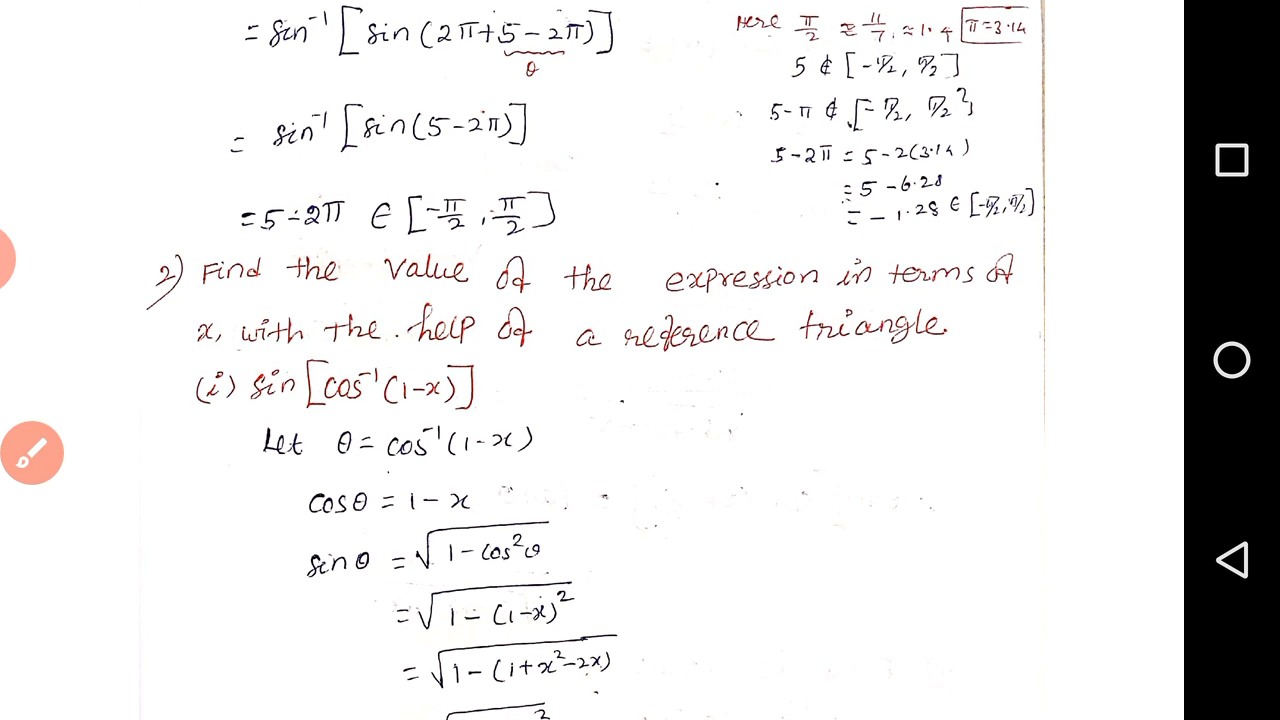 = sin⁻¹ [ sin (2π+5-2π)]
θ
= sin⁻¹ [sin (5-2π)]
= 5-2π ∈ [-π/2, π/2]
Here π/2 ≈ 11/7 ≈ 1.4 π=3.14
5 ∉ [-π/2, π/2]
5-π ∉ [-π/2, π/2]
5-2π = 5-2(3.14)
= 5-6.28
= -1.28 ∈ [-π/2, π/2]
2) Find the value of the expression in terms of
x, with the help of a reference triangle
(i) sin [cos⁻¹(1-x)]
Let θ = cos⁻¹(1-x)
cosθ = 1-x
sinθ = √1-cos²θ
= √1-(1-x)²
= √1-(1+x²-2x)